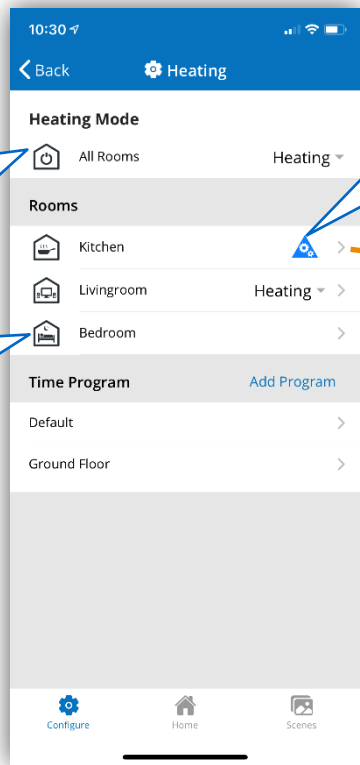 10:30
Back
Heating
Heating Mode
All Rooms Heating
Rooms
Kitchen
Livingroom Heating
Bedroom
Time Program Add Program
Default
Ground Floor
Configure Home Scenes